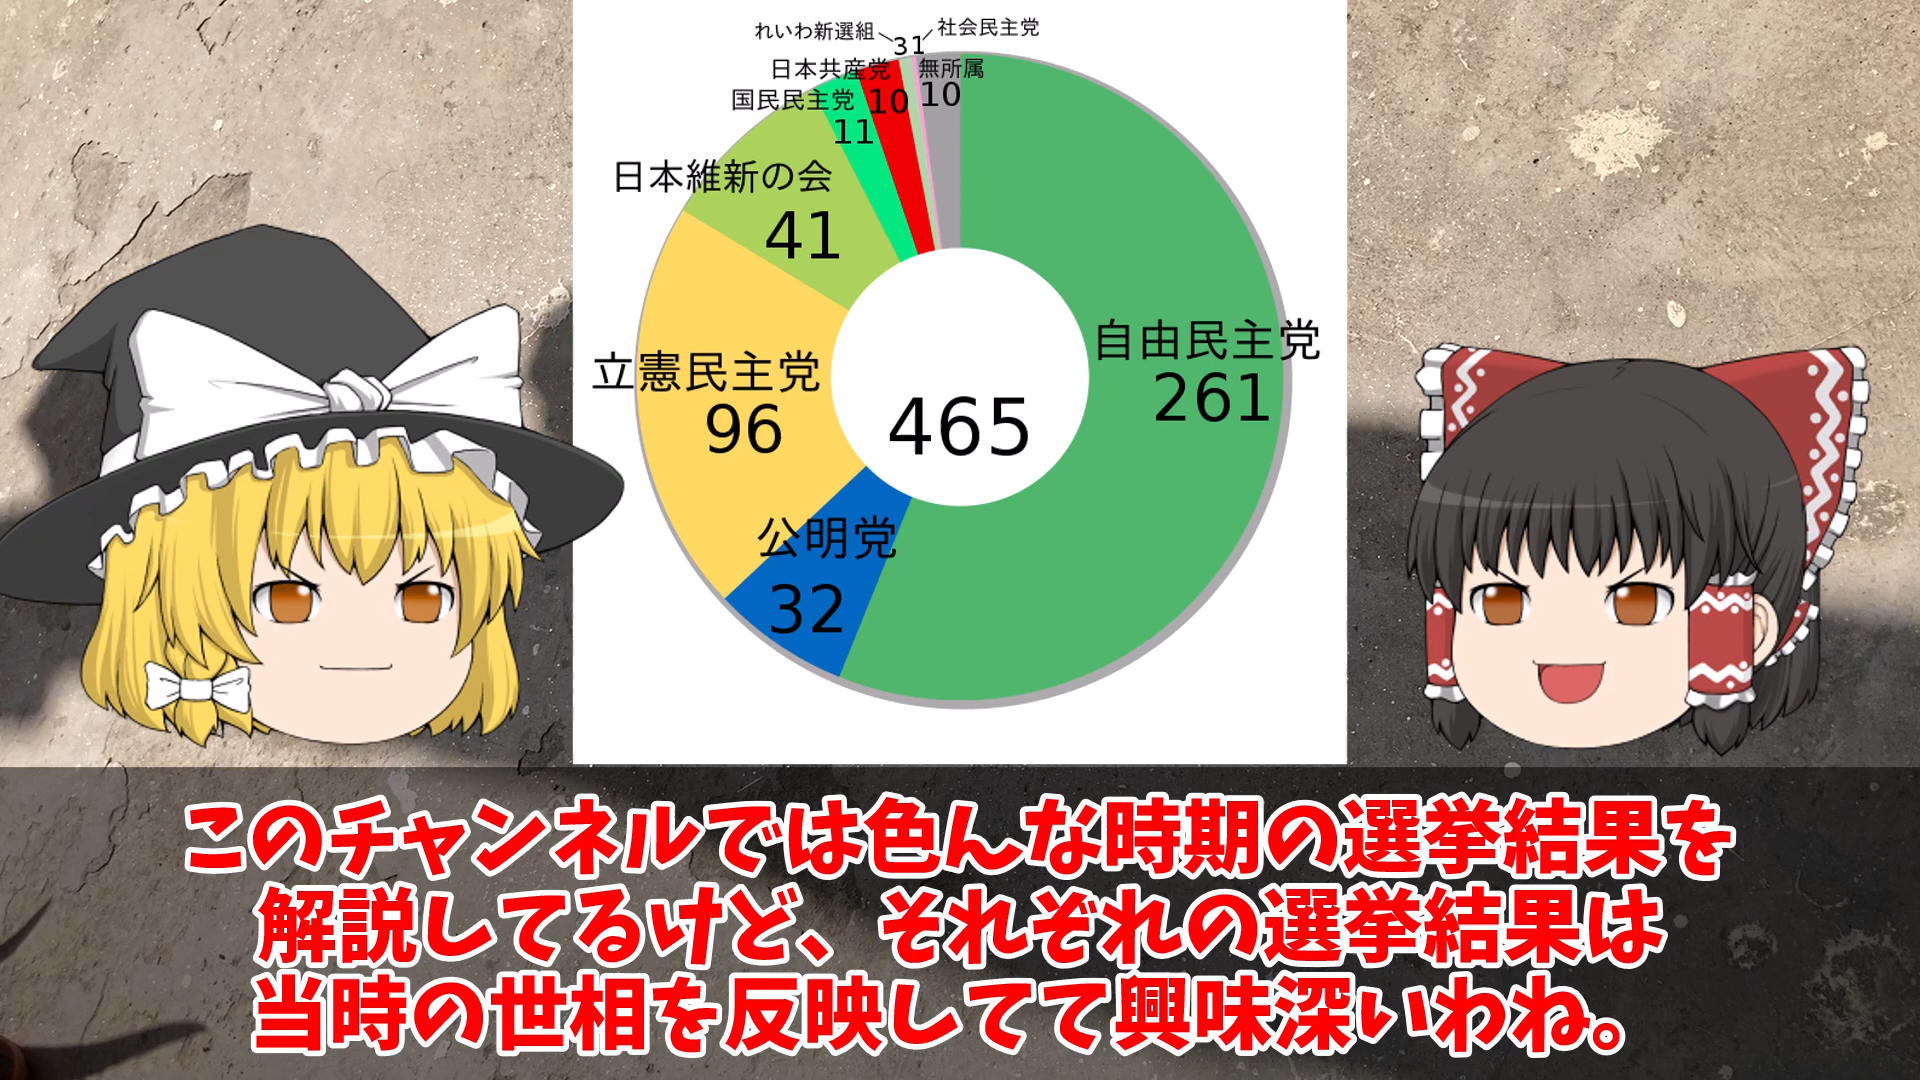 れいわ新選組
3
1
社会民主党
日本共産党
10
無所属
10
国民民主党
11
日本維新の会
41
立憲民主党
96
公明党
32
自由民主党
261
465
このチャンネルでは色んな時期の選挙結果を
解説してるけど、それぞれの選挙結果は
当時の世相を反映してて興味深いわね。